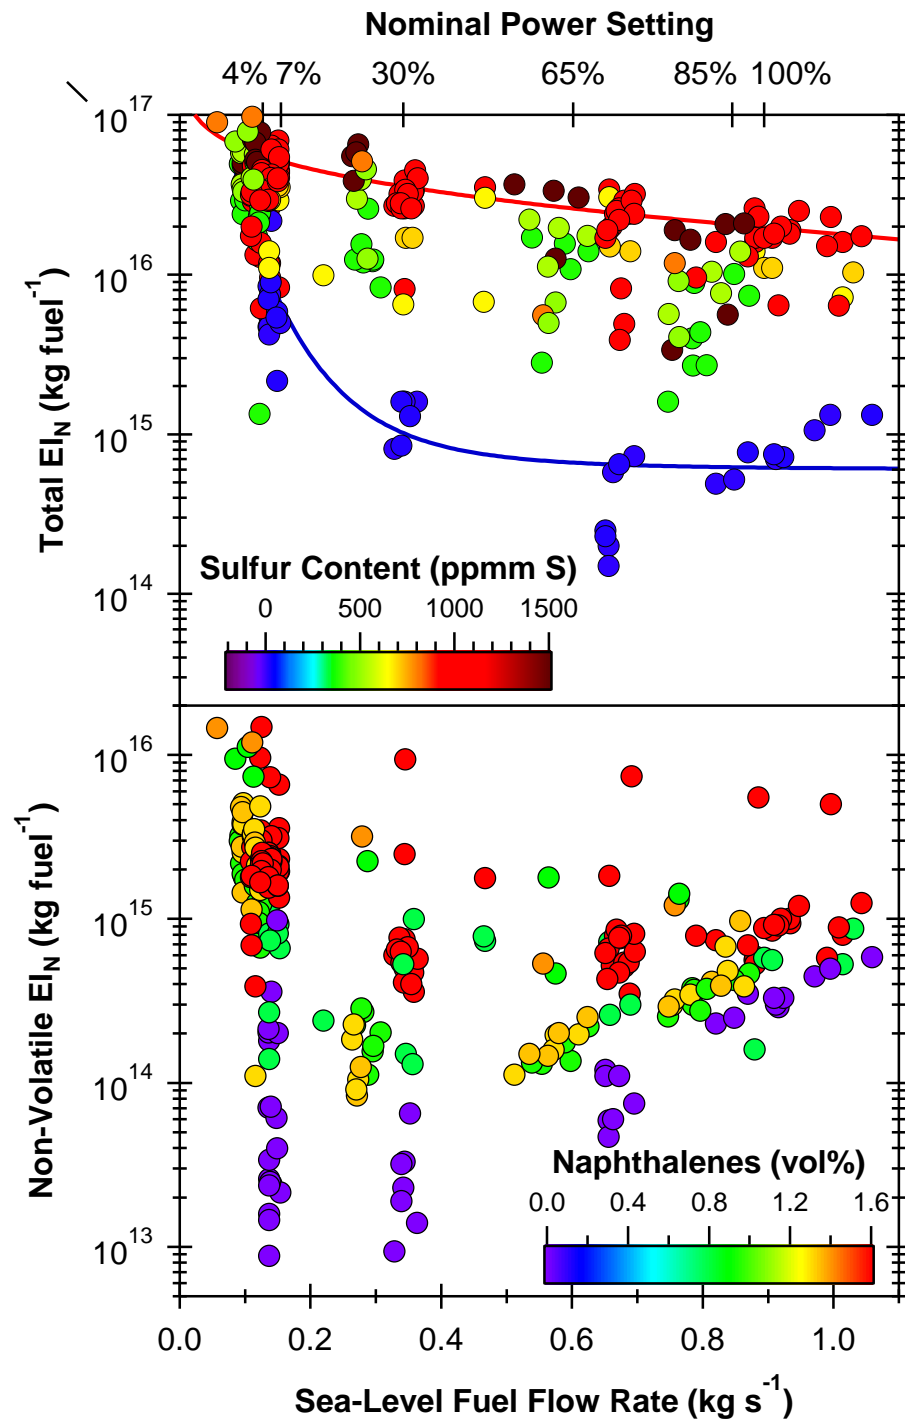 Nominal Power Setting
4% 7% 30% 65% 85% 100%
10^17
10^16
10^15
10^14
Total EI_N (kg fuel^-1)
Sulfur Content (ppmm S)
0 500 1000 1500
10^16
10^15
10^14
10^13
Non-Volatile EI_N (kg fuel^-1)
Naphthalenes (vol%)
0.0 0.4 0.8 1.2 1.6
0.0 0.2 0.4 0.6 0.8 1.0
Sea-Level Fuel Flow Rate (kg s^-1)